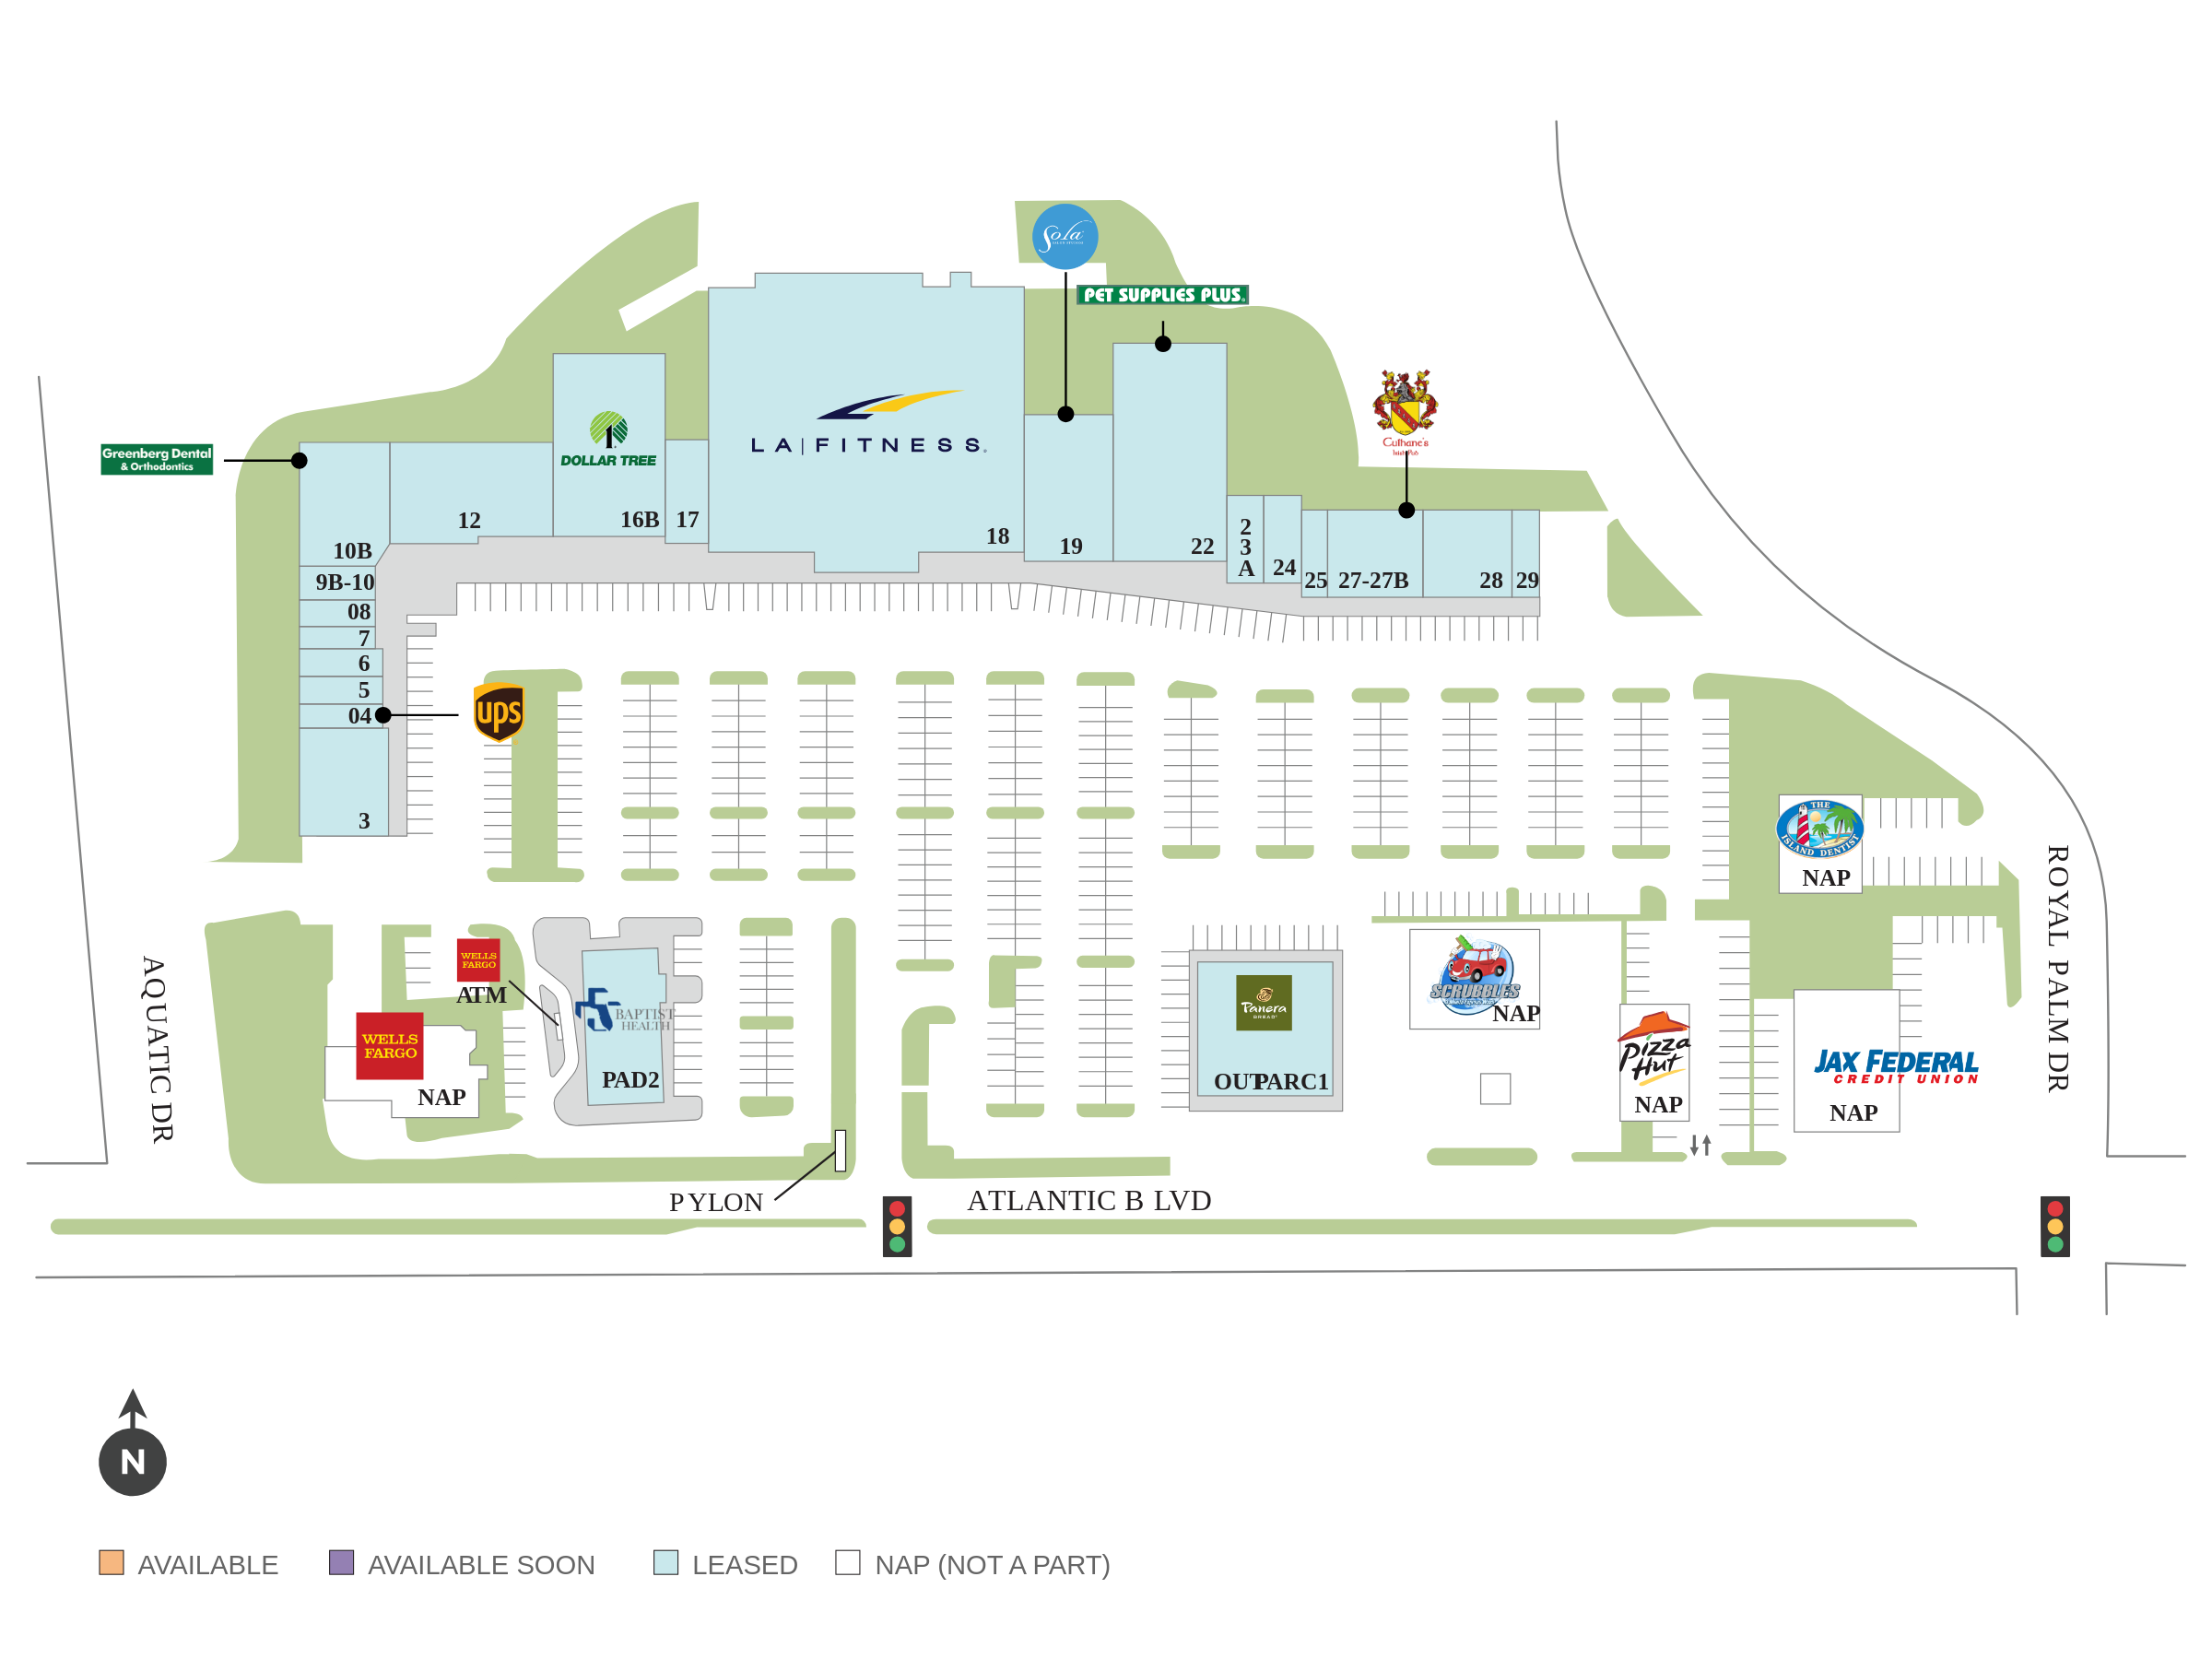 Sola
PET SUPPLIES PLUS
Culhane's
Irish Pub
Greenberg Dental
& Orthodontics
DOLLAR TREE
LA|FITNESS
12
16B
17
18
19
22
2
3
A
24
25
27-27B
28
29
10B
9B-10
08
7
6
5
04
3
ups
THE
ISLAND DENTIST
NAP
ROYAL PALM DR
AQUATIC DR
WELLS
FARGO
ATM
WELLS
FARGO
NAP
BAPTIST
HEALTH
PAD2
Panera
BREAD
OUTPARC1
SCRUBBLES
NAP
Pizza
Hut
NAP
JAX FEDERAL
CREDIT UNION
NAP
PYLON
ATLANTIC B LVD
N
AVAILABLE
AVAILABLE SOON
LEASED
NAP (NOT A PART)